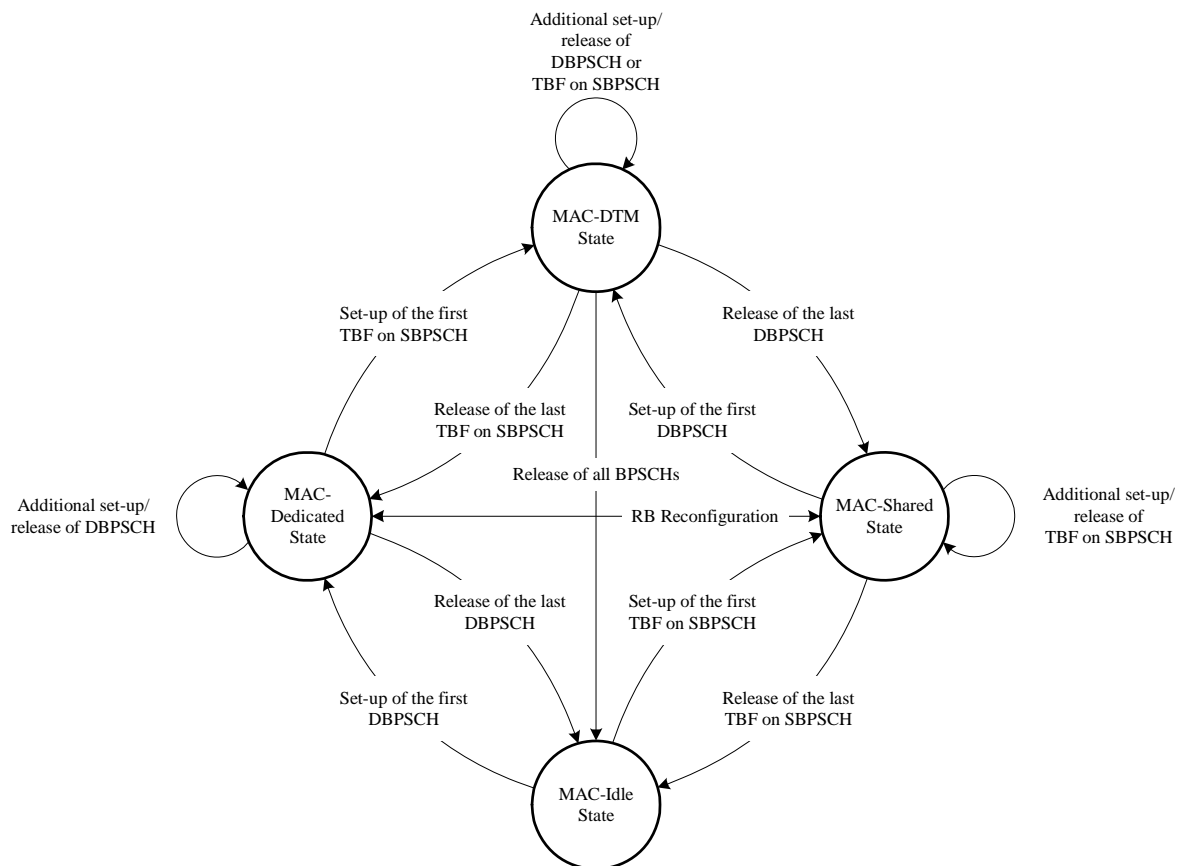 Additional set-up/
release of
DBPSCH or
TBF on SBPSCH
MAC-DTM
State
Set-up of the first
TBF on SBPSCH
Release of the last
DBPSCH
Release of the last
TBF on SBPSCH
Set-up of the first
DBPSCH
Release of all BPSCHs
Additional set-up/
release of DBPSCH
MAC-
Dedicated
State
RB Reconfiguration
MAC-Shared
State
Additional set-up/
release of
TBF on SBPSCH
Release of the last
DBPSCH
Set-up of the first
TBF on SBPSCH
Set-up of the first
DBPSCH
Release of the last
TBF on SBPSCH
MAC-Idle
State